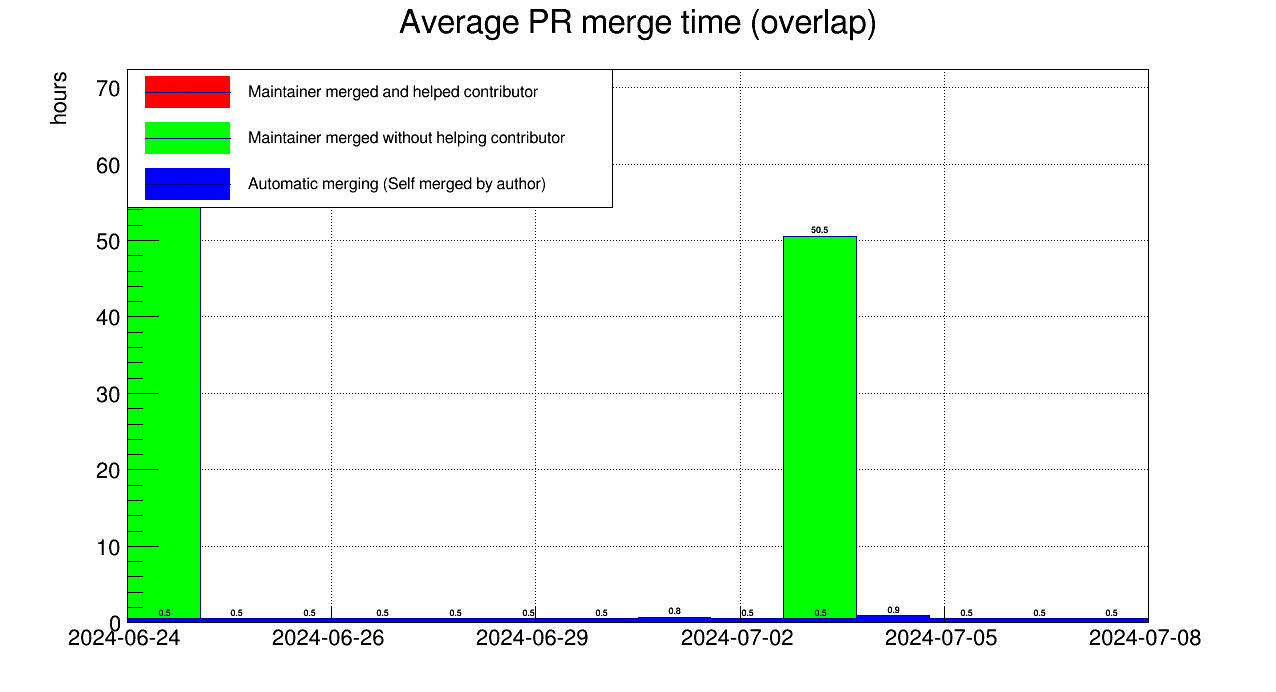 Average PR merge time (overlap)
hours
70
60
50
40
30
20
10
0
Maintainer merged and helped contributor
Maintainer merged without helping contributor
Automatic merging (Self merged by author)
50.5
0.5 0.5 0.5 0.5 0.5 0.5 0.5 0.8 0.5 0.5 0.9 0.5 0.5 0.5
2024-06-24 2024-06-26 2024-06-29 2024-07-02 2024-07-05 2024-07-08